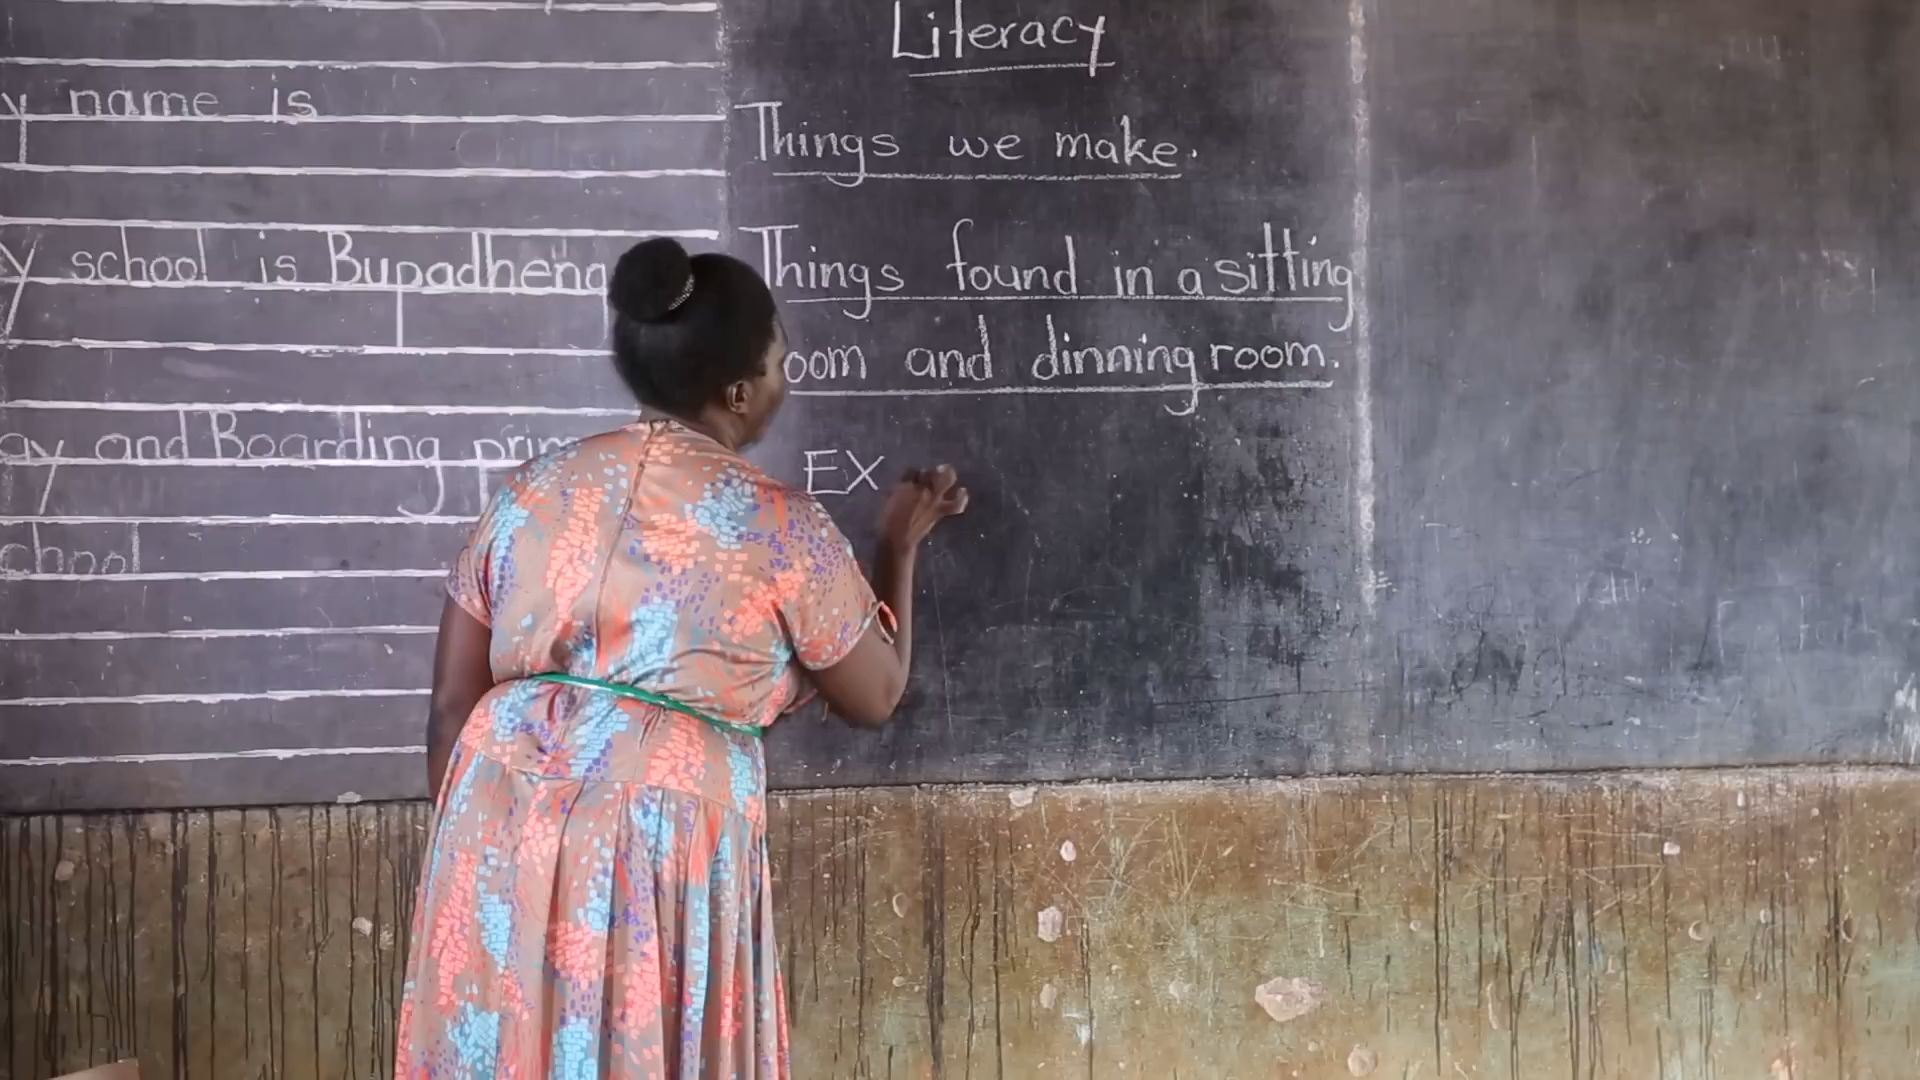 y name is
y school is Bupadheng
ay and Boarding prim
chool
Literacy
Things we make.
Things found in a sitting
oom and dinning room.
EX